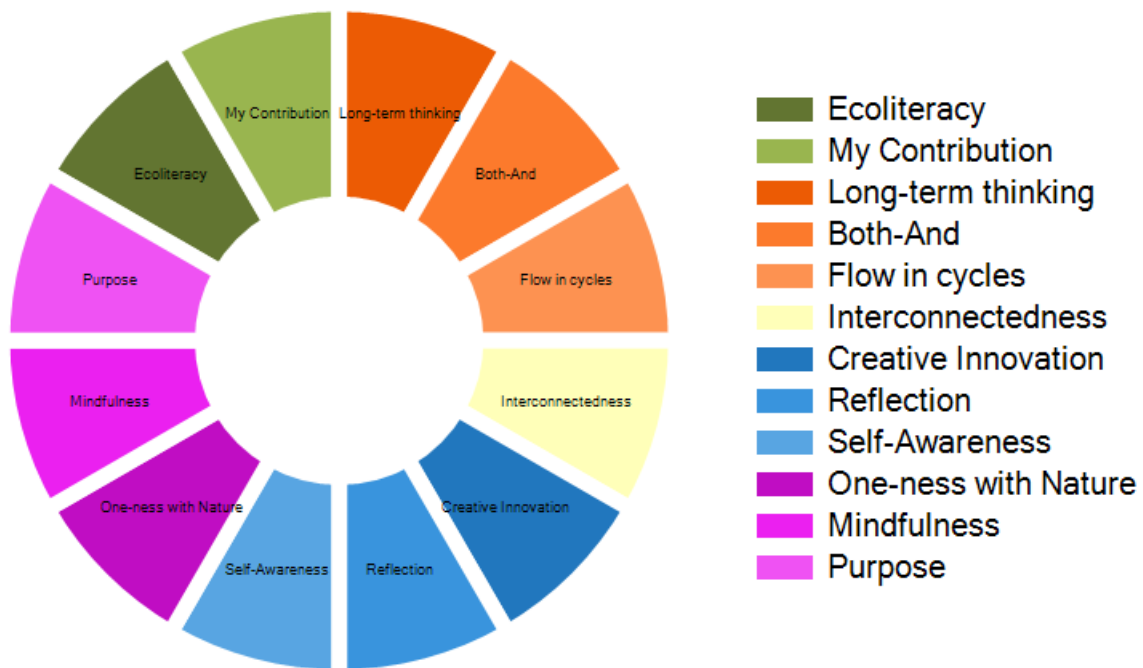 My Contribution
Long-term thinking
Ecoliteracy
Both-And
Purpose
Flow in cycles
Mindfulness
Interconnectedness
One-ness with Nature
Creative Innovation
Self-Awareness
Reflection
Ecoliteracy
My Contribution
Long-term thinking
Both-And
Flow in cycles
Interconnectedness
Creative Innovation
Reflection
Self-Awareness
One-ness with Nature
Mindfulness
Purpose